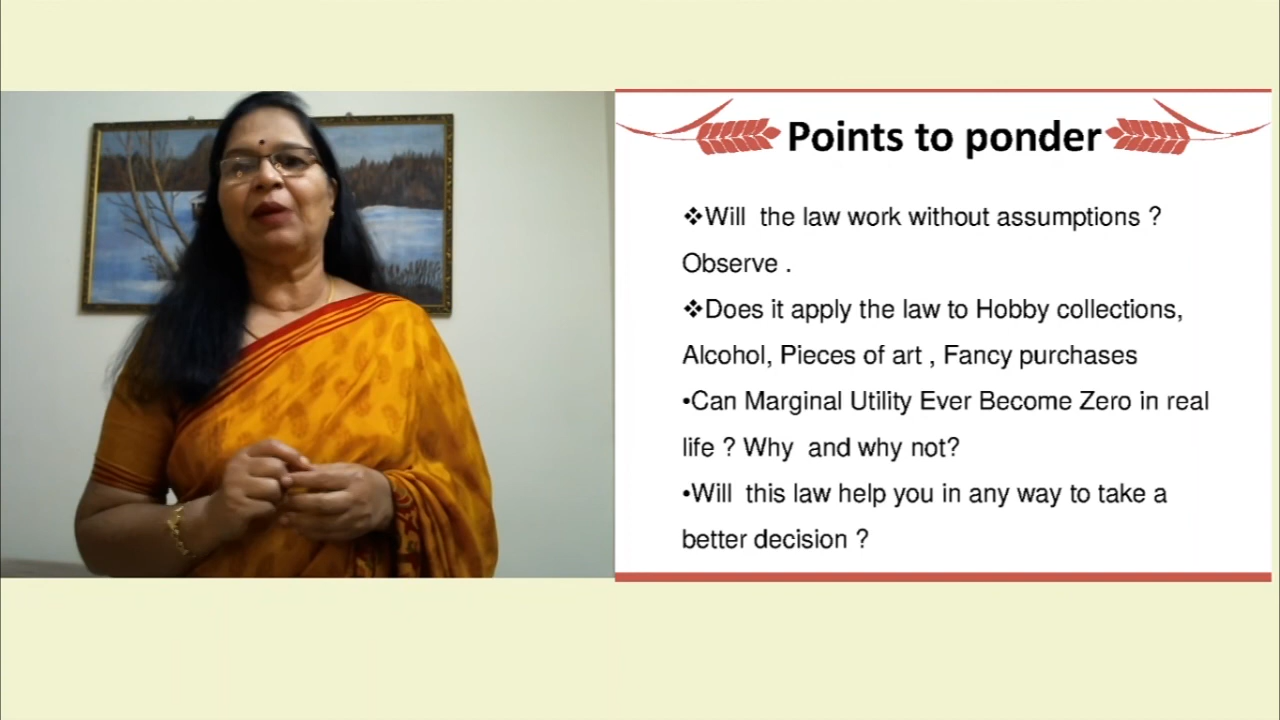 Points to ponder
❖Will the law work without assumptions ?
Observe .
❖Does it apply the law to Hobby collections,
Alcohol, Pieces of art , Fancy purchases
•Can Marginal Utility Ever Become Zero in real
life ? Why and why not?
•Will this law help you in any way to take a
better decision ?